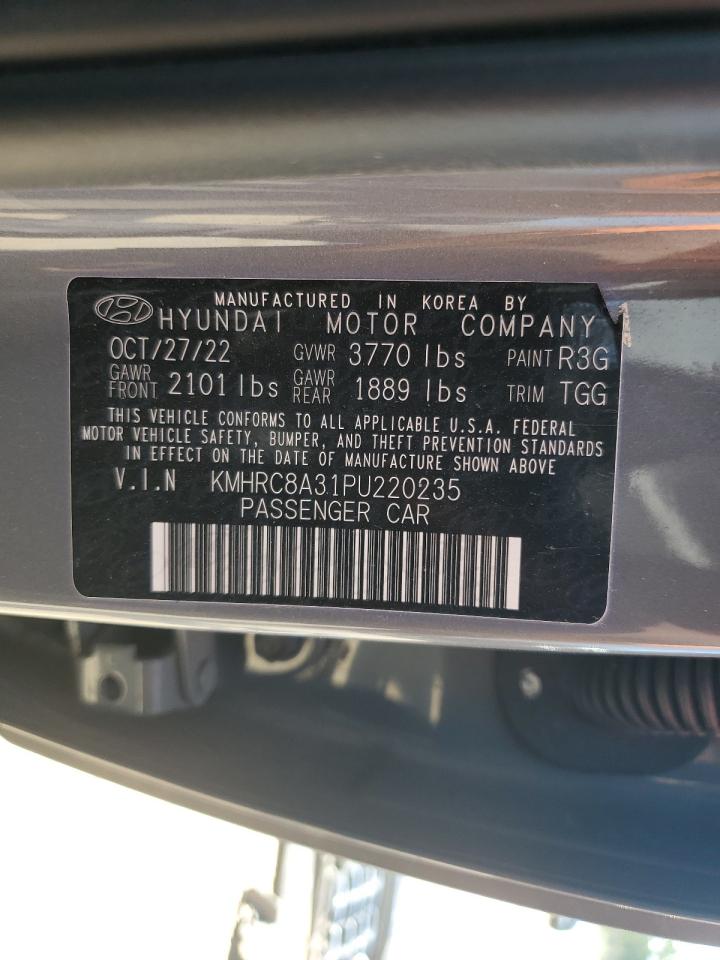 MANUFACTURED IN KOREA BY
HYUNDAI MOTOR COMPANY
OCT/27/22 GVWR 3770 lbs PAINT R3G
GAWR FRONT 2101 lbs GAWR REAR 1889 lbs TRIM TGG
THIS VEHICLE CONFORMS TO ALL APPLICABLE U.S.A. FEDERAL
MOTOR VEHICLE SAFETY, BUMPER, AND THEFT PREVENTION STANDARDS
IN EFFECT ON THE DATE OF MANUFACTURE SHOWN ABOVE
V.I.N KMHRC8A31PU220235
PASSENGER CAR